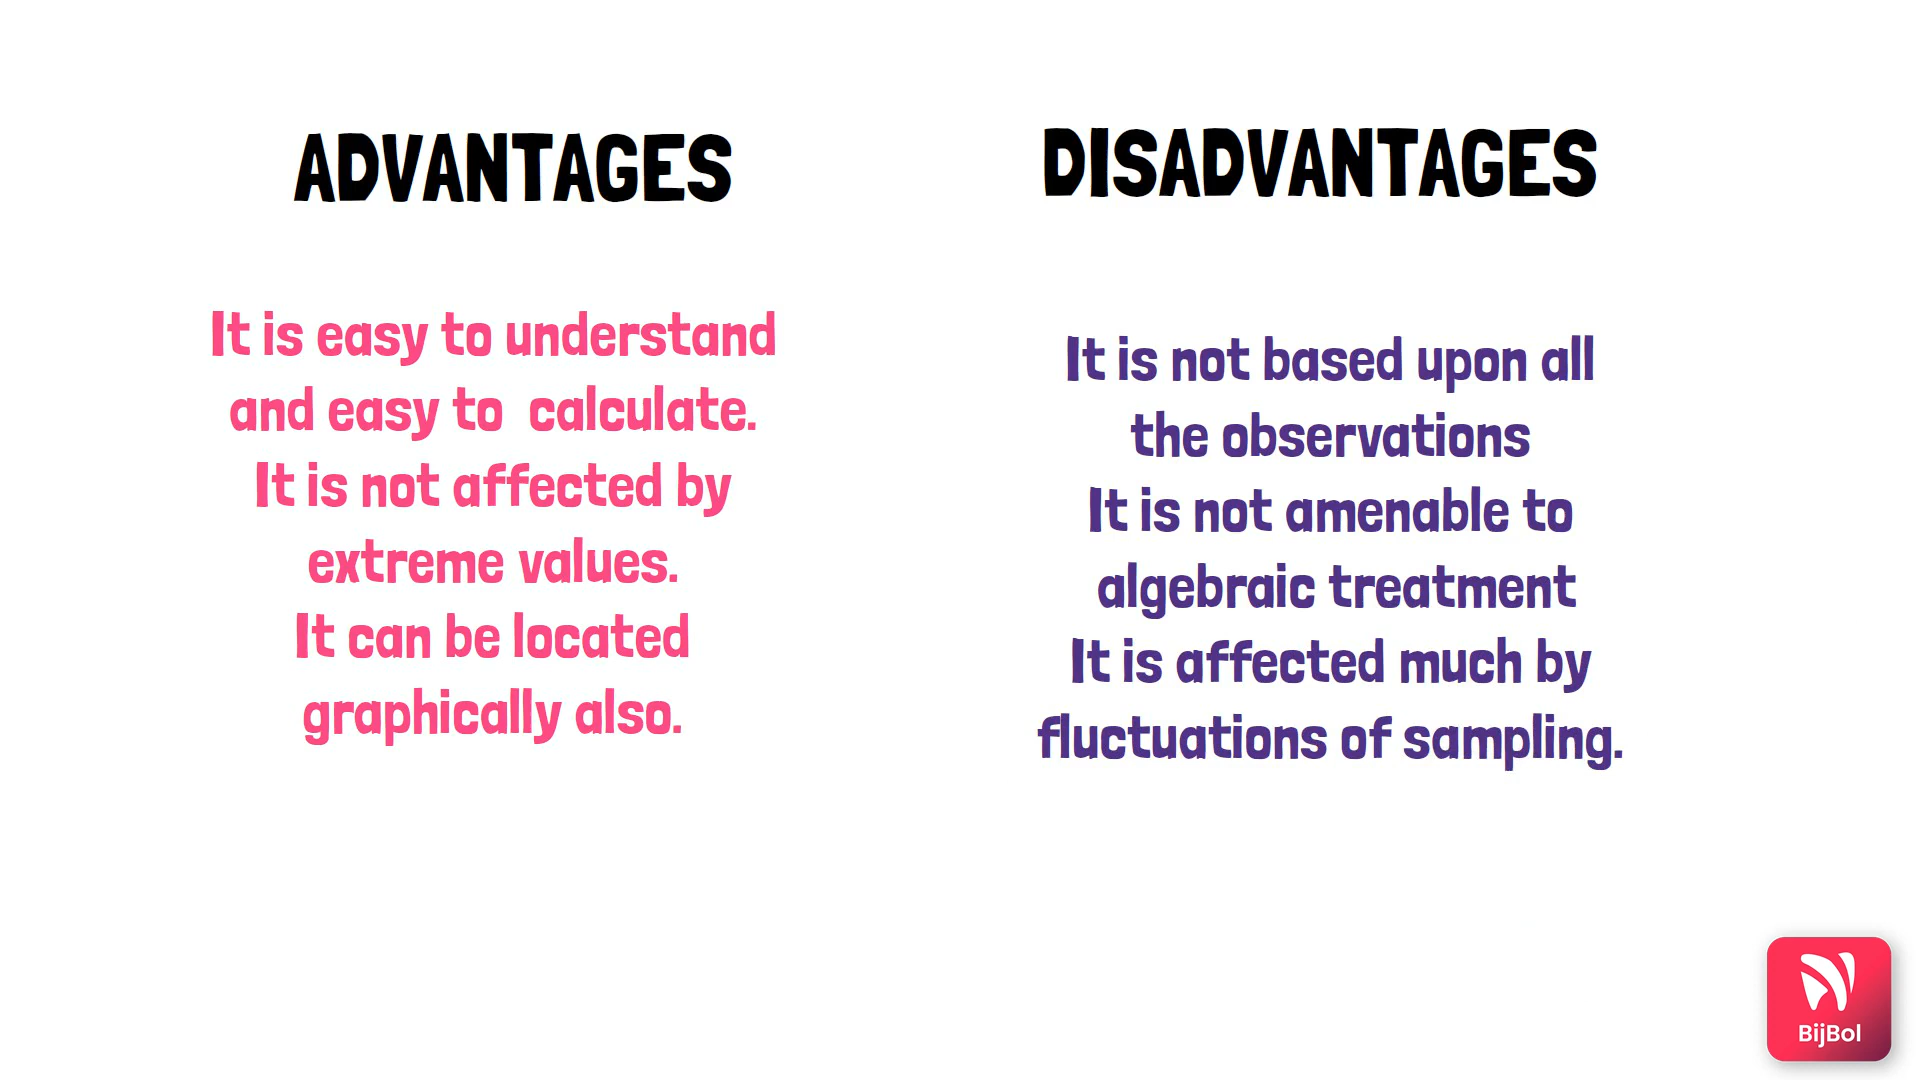 ADVANTAGES
It is easy to understand
and easy to calculate.
It is not affected by
extreme values.
It can be located
graphically also.
DISADVANTAGES
It is not based upon all
the observations
It is not amenable to
algebraic treatment
It is affected much by
fluctuations of sampling.
BijBol